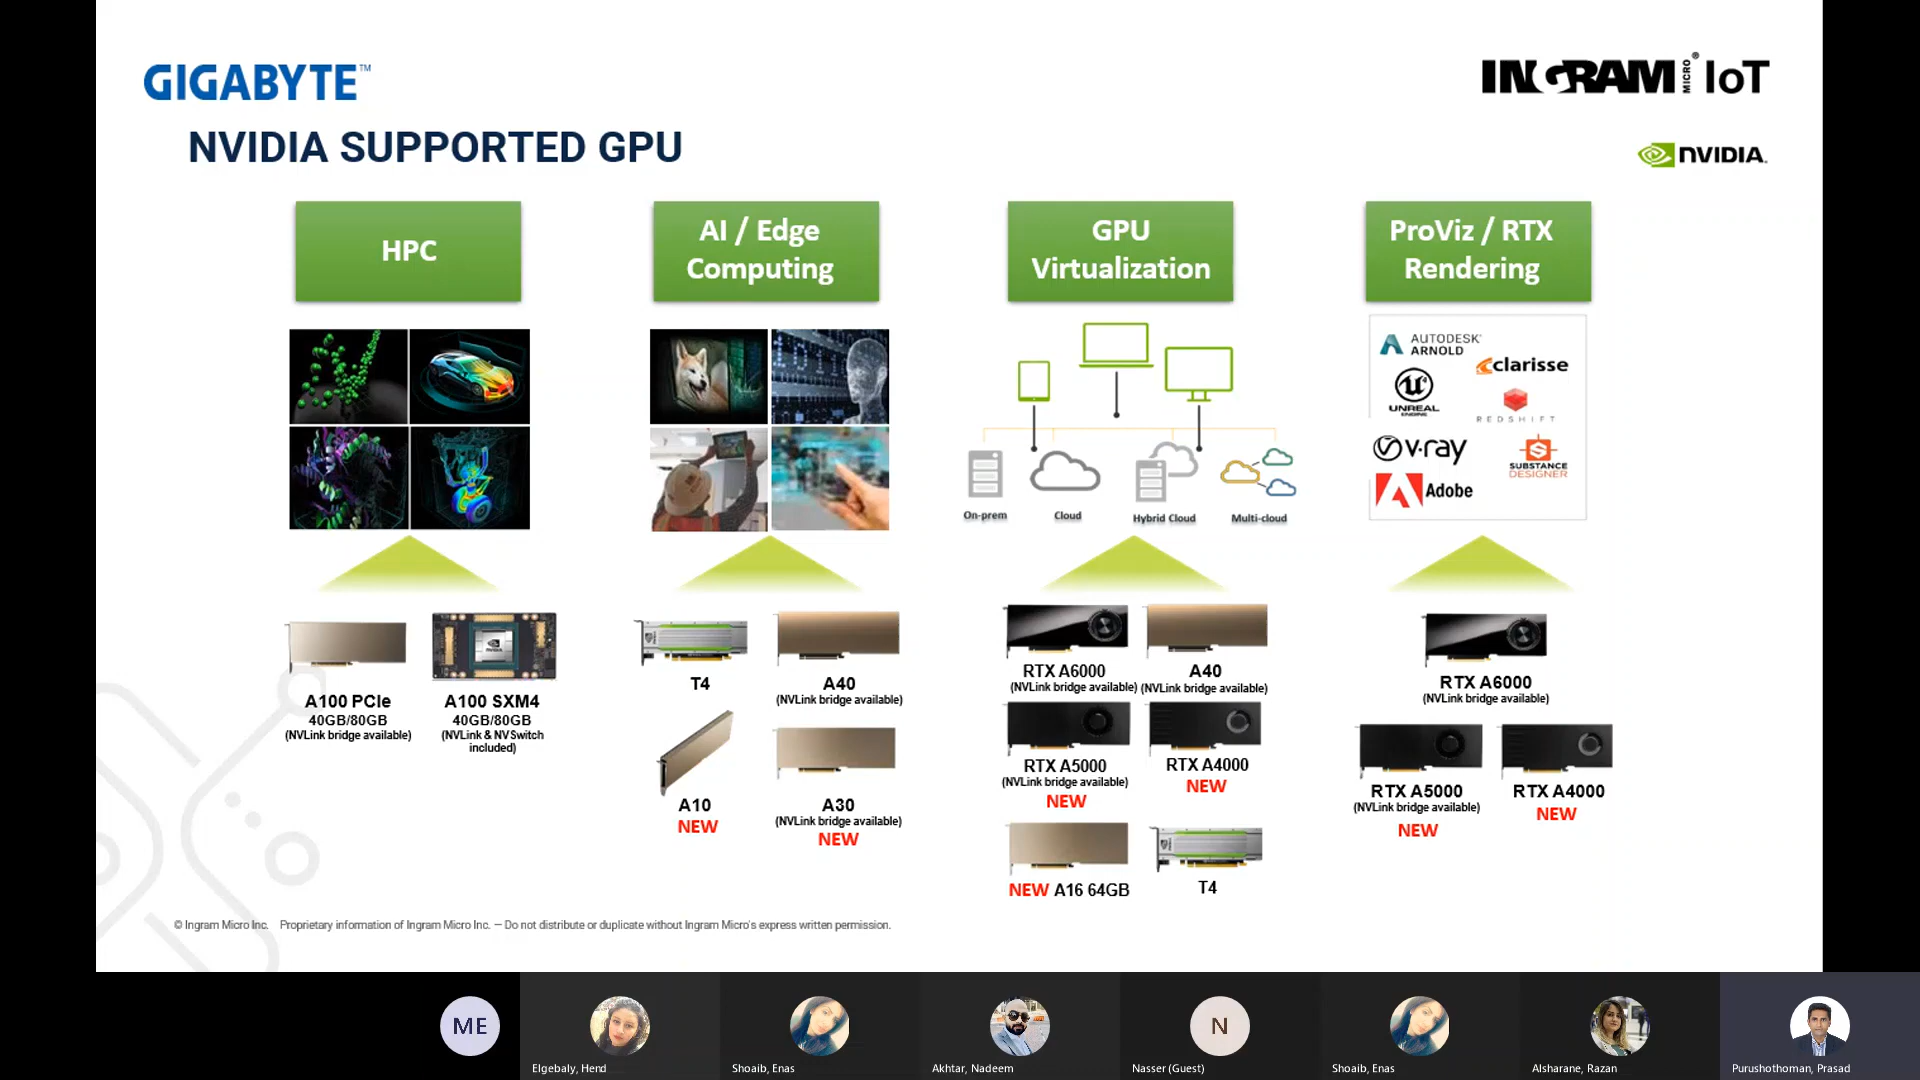 GIGABYTE™
INGRAM MICRO® IoT
NVIDIA SUPPORTED GPU
NVIDIA.
HPC
AI / Edge
Computing
GPU
Virtualization
ProViz / RTX
Rendering
On-prem
Cloud
Hybrid Cloud
Multi-cloud
AUTODESK®
ARNOLD
clarisse
UNREAL
ENGINE
REDSHIFT
v·ray
SUBSTANCE
DESIGNER
Adobe
A100 PCIe
40GB/80GB
(NVLink bridge available)
A100 SXM4
40GB/80GB
(NVLink & NVSwitch
included)
T4
A40
(NVLink bridge available)
A10
NEW
A30
(NVLink bridge available)
NEW
RTX A6000
(NVLink bridge available)
A40
(NVLink bridge available)
RTX A5000
(NVLink bridge available)
NEW
RTX A4000
NEW
NEW A16 64GB
T4
RTX A6000
(NVLink bridge available)
RTX A5000
(NVLink bridge available)
NEW
RTX A4000
NEW
© Ingram Micro Inc. Proprietary information of Ingram Micro Inc. — Do not distribute or duplicate without Ingram Micro's express written permission.
ME
Elgebaly, Hend
Shoaib, Enas
Akhtar, Nadeem
N
Nasser (Guest)
Shoaib, Enas
Alsharane, Razan
Purushothoman, Prasad